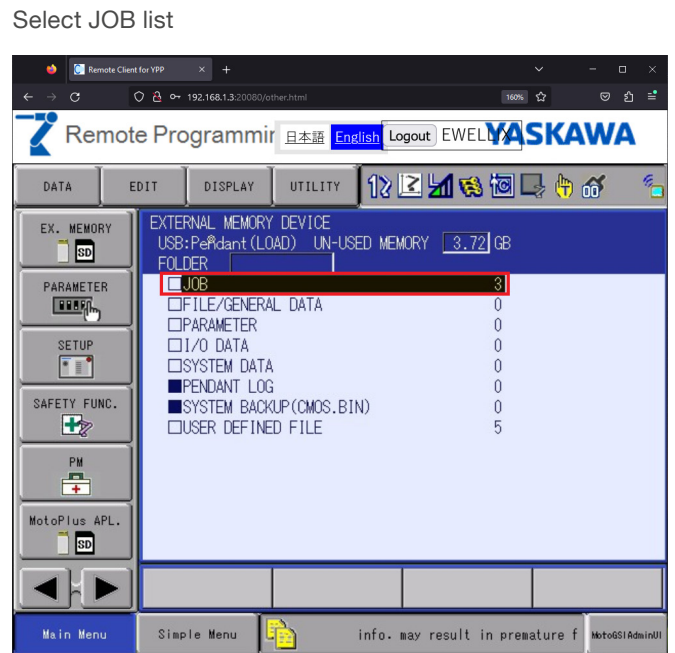 Select JOB list
Remote Client for YPP
192.168.1.3:20080/other.html
160%
Remote Programmin
日本語 English Logout EWELLIX
YASKAWA
DATA EDIT DISPLAY UTILITY
EX. MEMORY
SD
PARAMETER
SETUP
SAFETY FUNC.
PM
MotoPlus APL.
SD
EXTERNAL MEMORY DEVICE
USB:Pendant(LOAD) UN-USED MEMORY 3.72 GB
FOLDER
JOB 3
FILE/GENERAL DATA 0
PARAMETER 0
I/O DATA 0
SYSTEM DATA 0
PENDANT LOG 0
SYSTEM BACKUP(CMOS.BIN) 0
USER DEFINED FILE 5
Main Menu Simple Menu info. may result in premature f MotoGSIAdminUI